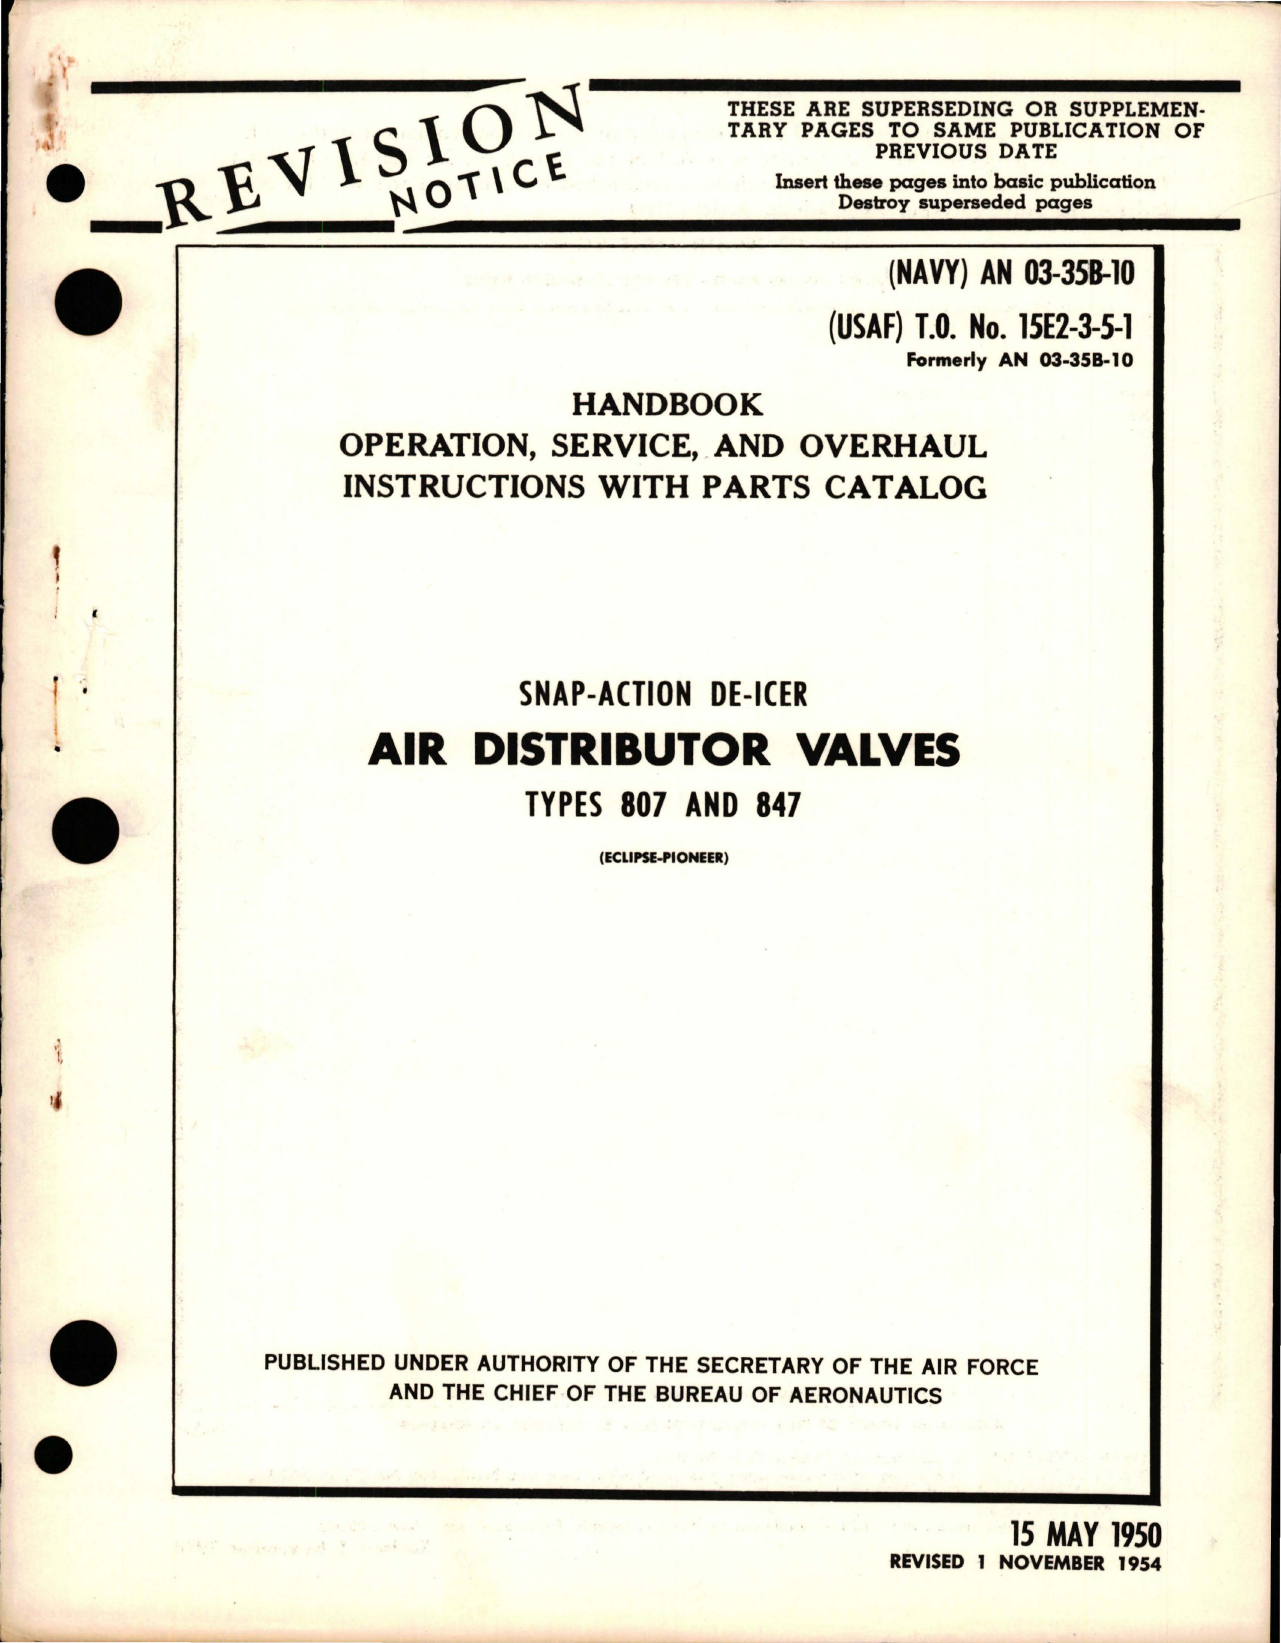 REVISION
NOTICE
THESE ARE SUPERSEDING OR SUPPLEMEN-
TARY PAGES TO SAME PUBLICATION OF
PREVIOUS DATE
Insert these pages into basic publication
Destroy superseded pages
(NAVY) AN 03-35B-10
(USAF) T.O. No. 15E2-3-5-1
Formerly AN 03-35B-10
HANDBOOK
OPERATION, SERVICE, AND OVERHAUL
INSTRUCTIONS WITH PARTS CATALOG
SNAP-ACTION DE-ICER
AIR DISTRIBUTOR VALVES
TYPES 807 AND 847
(ECLIPSE-PIONEER)
PUBLISHED UNDER AUTHORITY OF THE SECRETARY OF THE AIR FORCE
AND THE CHIEF OF THE BUREAU OF AERONAUTICS
15 MAY 1950
REVISED 1 NOVEMBER 1954